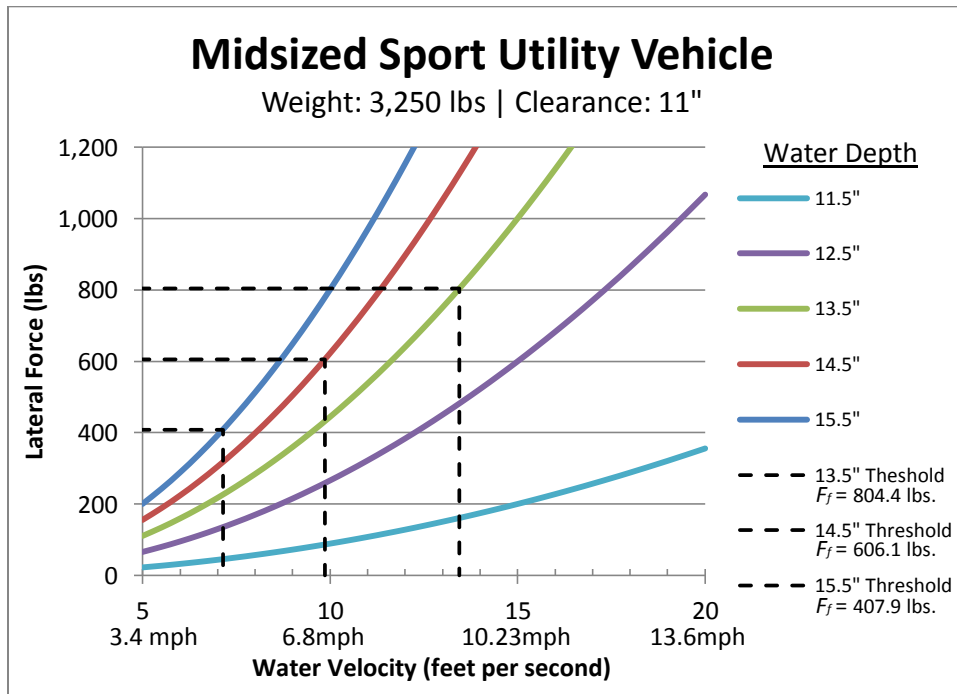 Midsized Sport Utility Vehicle
Weight: 3,250 lbs | Clearance: 11"
1,200
1,000
800
600
400
200
0
Lateral Force (lbs)
5
10
15
20
3.4 mph
6.8mph
10.23mph
13.6mph
Water Velocity (feet per second)
Water Depth
11.5"
12.5"
13.5"
14.5"
15.5"
13.5" Theshold
Ff = 804.4 lbs.
14.5" Threshold
Ff = 606.1 lbs.
15.5" Threshold
Ff = 407.9 lbs.